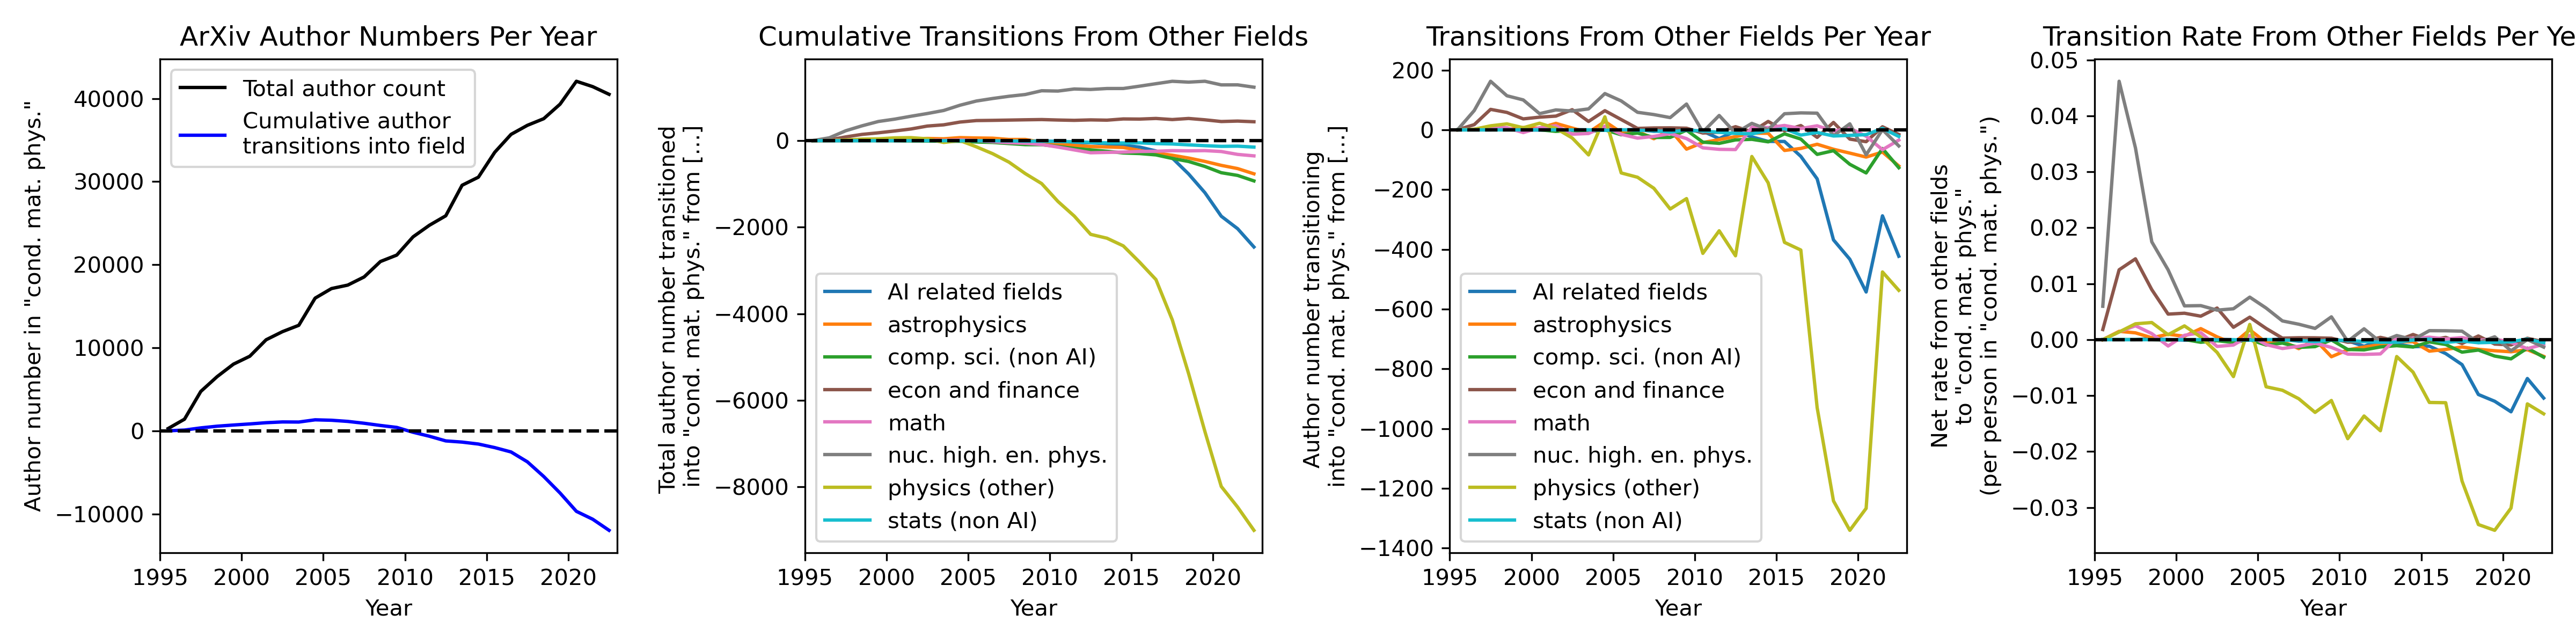 ArXiv Author Numbers Per Year
Author number in "cond. mat. phys."
40000
30000
20000
10000
0
−10000
Total author count
Cumulative author
transitions into field
1995
2000
2005
2010
2015
2020
Year
Cumulative Transitions From Other Fields
Total author number transitioned
into "cond. mat. phys." from [...]
0
−2000
−4000
−6000
−8000
AI related fields
astrophysics
comp. sci. (non AI)
econ and finance
math
nuc. high. en. phys.
physics (other)
stats (non AI)
1995
2000
2005
2010
2015
2020
Year
Transitions From Other Fields Per Year
Author number transitioning
into "cond. mat. phys." from [...]
200
0
−200
−400
−600
−800
−1000
−1200
−1400
AI related fields
astrophysics
comp. sci. (non AI)
econ and finance
math
nuc. high. en. phys.
physics (other)
stats (non AI)
1995
2000
2005
2010
2015
2020
Year
Transition Rate From Other Fields Per Ye
Net rate from other fields
to "cond. mat. phys."
(per person in "cond. mat. phys.")
0.05
0.04
0.03
0.02
0.01
0.00
−0.01
−0.02
−0.03
1995
2000
2005
2010
2015
2020
Year